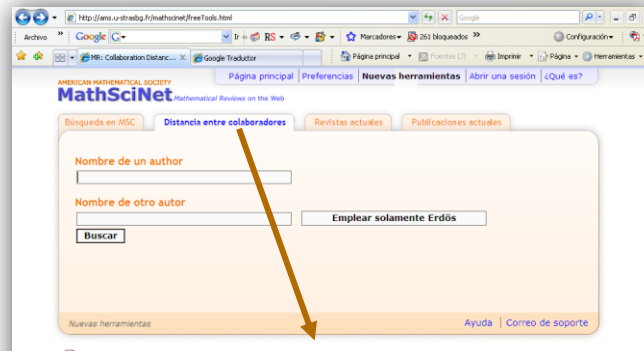 http://ams.u-strasbg.fr/mathscinet/freeTools.html Google
Archivo » Google G Ir RS Marcadores 261 bloqueados » Configuración
MR: Collaboration Distanc... X Google Traductor Página principal Fuentes (J) Imprimir Página Herramientas
Página principal | Preferencias | Nuevas herramientas | Abrir una sesión | ¿Qué es?
AMERICAN MATHEMATICAL SOCIETY
MathSciNet Mathematical Reviews on the Web
Búsqueda en MSC Distancia entre colaboradores Revistas actuales Publicaciones actuales
Nombre de un author
Nombre de otro autor
Emplear solamente Erdös
Buscar
Nuevas herramientas Ayuda | Correo de soporte